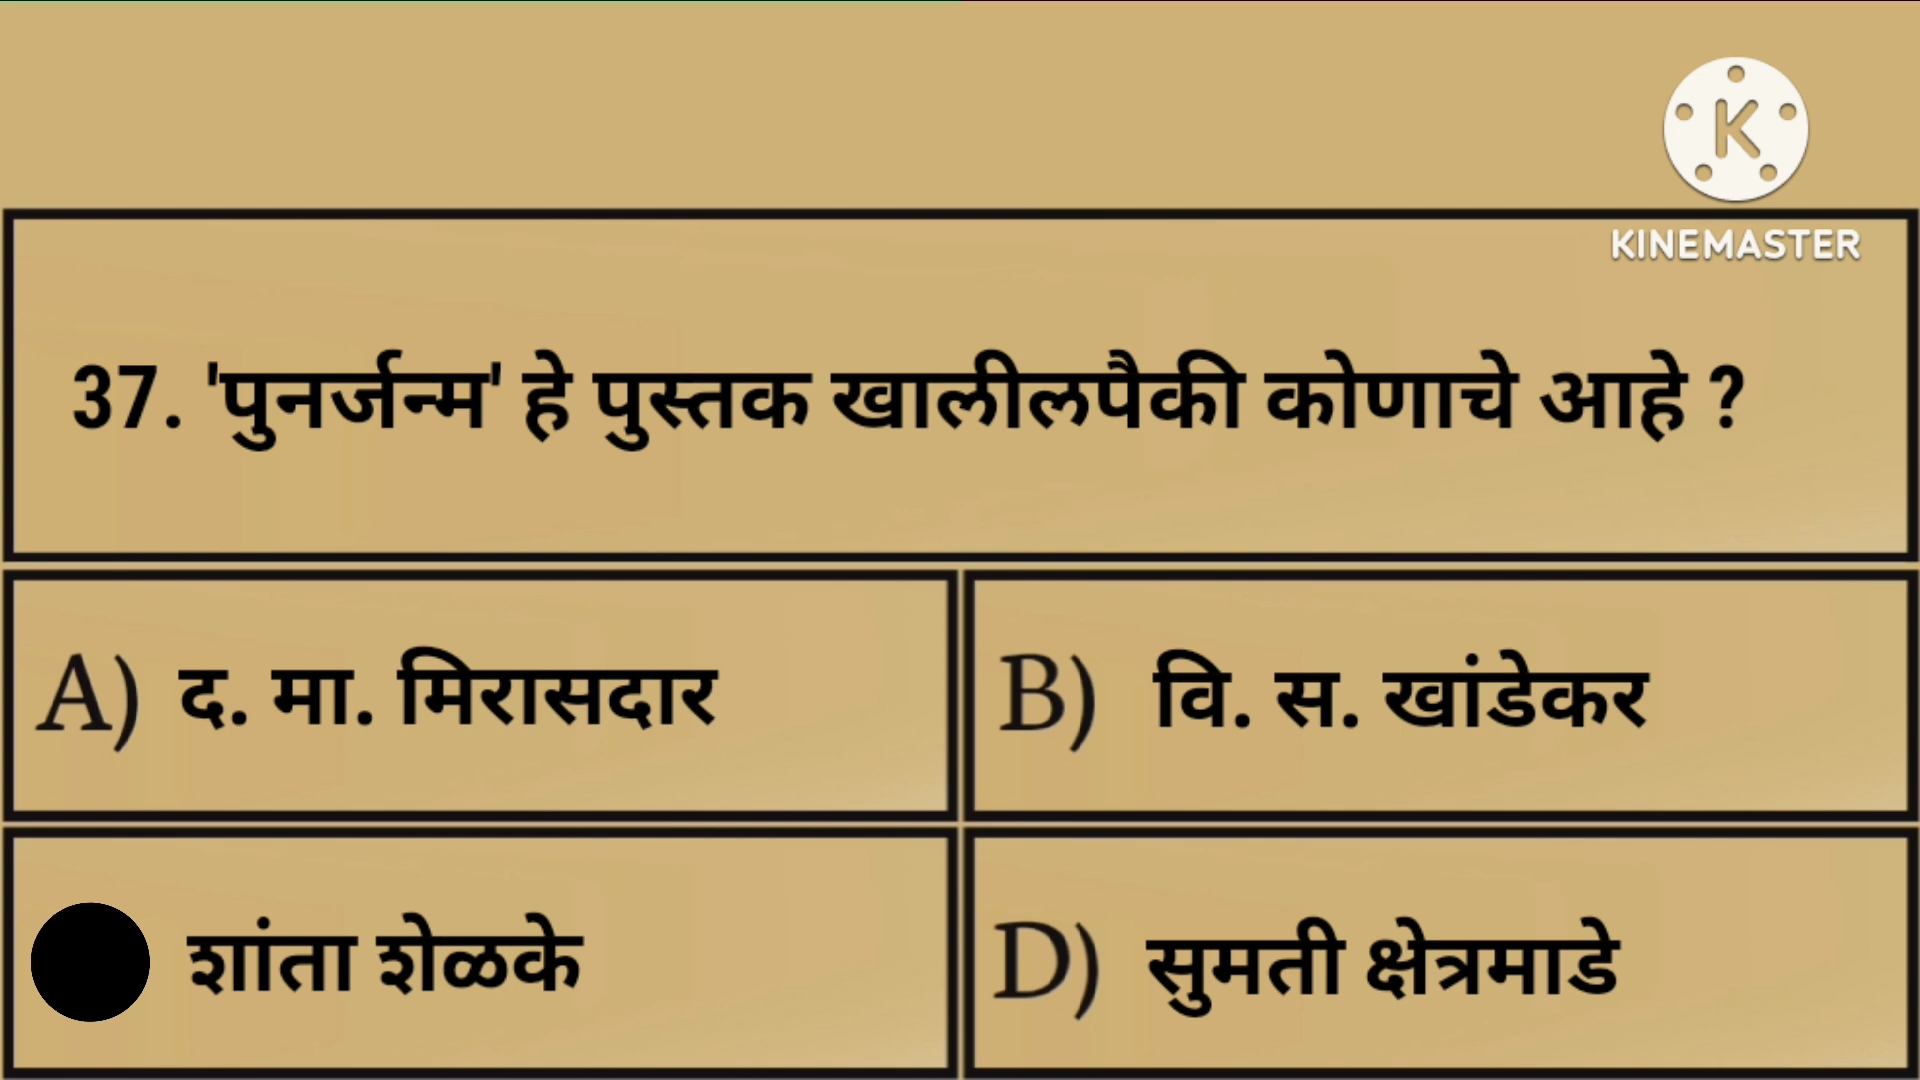 K
KINEMASTER
37. 'पुनर्जन्म' हे पुस्तक खालीलपैकी कोणाचे आहे ?
A) द. मा. मिरासदार
B) वि. स. खांडेकर
शांता शेळके
D) सुमती क्षेत्रमाडे